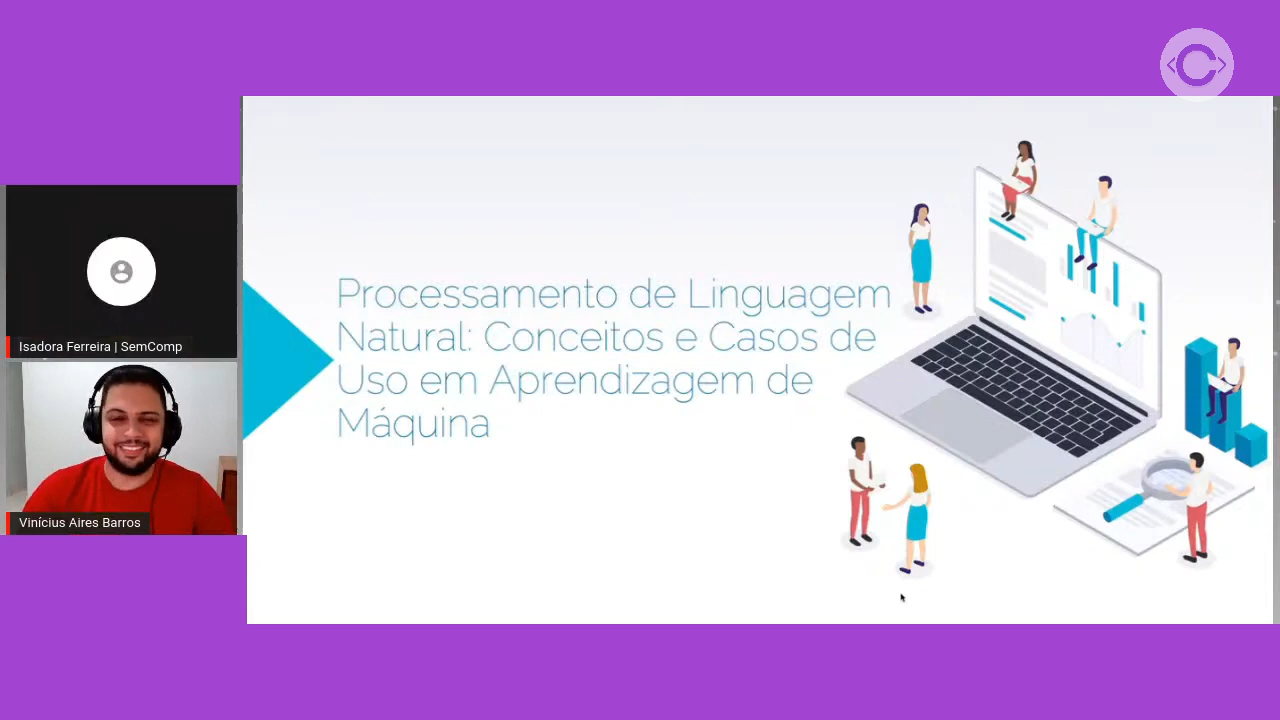 Isadora Ferreira | SemComp
Vinícius Aires Barros
Processamento de Linguagem
Natural: Conceitos e Casos de
Uso em Aprendizagem de
Máquina